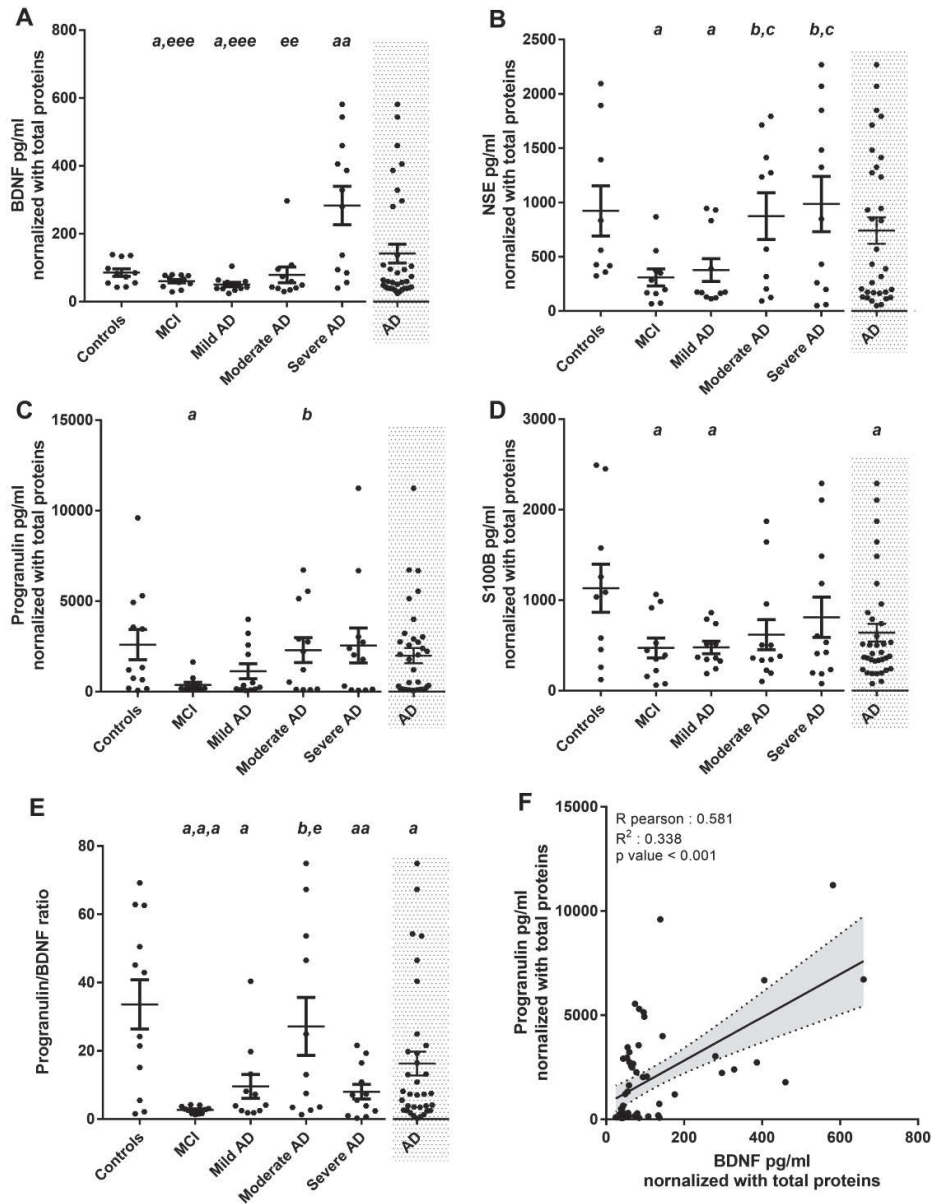 A
BDNF pg/ml
nornalized with total proteins
800
600
400
200
0
a,eee
a,eee
ee
aa
Controls
MCI
Mild AD
Moderate AD
Severe AD
AD
B
NSE pg/ml
nornalized with total proteins
2500
2000
1500
1000
500
0
a
a
b,c
b,c
Controls
MCI
Mild AD
Moderate AD
Severe AD
AD
C
Progranulin pg/ml
nornalized with total proteins
15000
10000
5000
0
a
b
Controls
MCI
Mild AD
Moderate AD
Severe AD
AD
D
S100B pg/ml
nornalized with total proteins
3000
2000
1000
0
a
a
a
Controls
MCI
Mild AD
Moderate AD
Severe AD
AD
E
Progranulin/BDNF ratio
80
60
40
20
0
a,a,a
a
b,e
aa
a
Controls
MCI
Mild AD
Moderate AD
Severe AD
AD
F
R pearson : 0.581
R² : 0.338
p value < 0.001
Progranulin pg/ml
normalized with total proteins
15000
10000
5000
0
0
200
400
600
800
BDNF pg/ml
normalized with total proteins